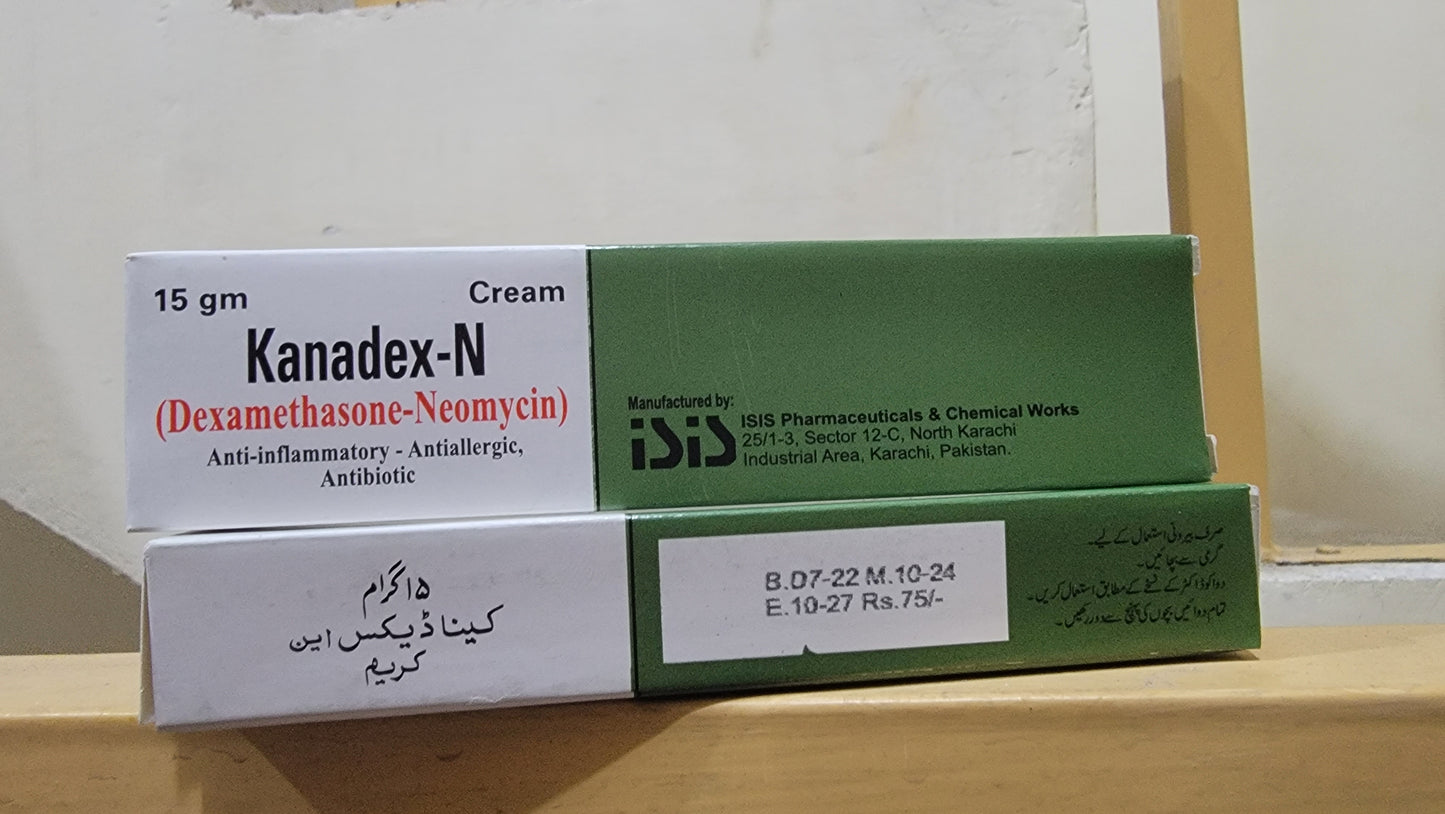 15 gm Cream
Kanadex-N
(Dexamethasone-Neomycin)
Anti-inflammatory - Antiallergic,
Antibiotic
Manufactured by:
isis
ISIS Pharmaceuticals & Chemical Works
25/1-3, Sector 12-C, North Karachi
Industrial Area, Karachi, Pakistan.
۱۵ گرام
کینا ڈیکس این
کریم
B.D7-22 M.10-24
E.10-27 Rs.75/-
صرف بیرونی استعمال کے لیے۔
گرمی سے بچائیں۔
دوا کو ڈاکٹر کے نسخے کے مطابق استعمال کریں۔
تمام دوائیں بچوں کی پہنچ سے دور رکھیں۔